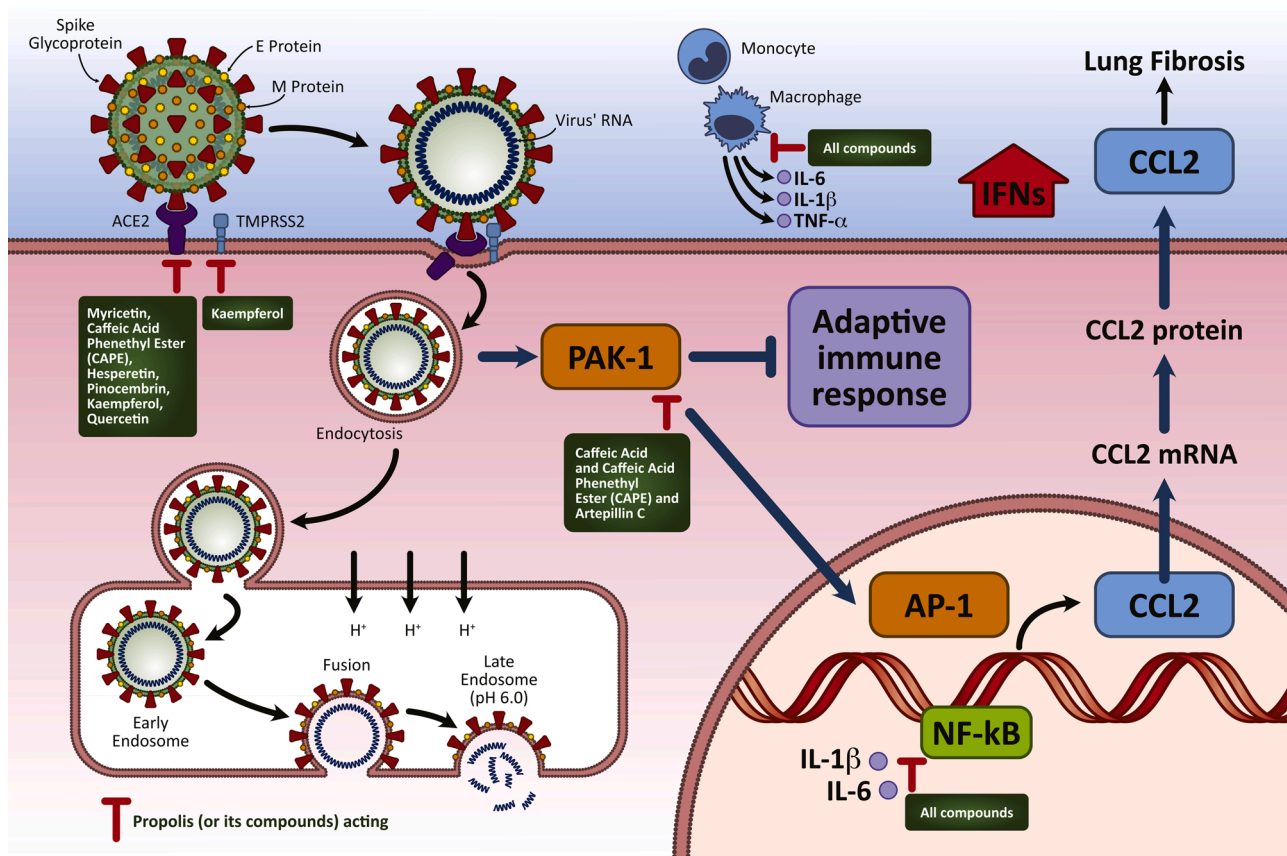 Spike
Glycoprotein
E Protein
M Protein
Virus' RNA
Monocyte
Macrophage
All compounds
IL-6
IL-1β
TNF-α
IFNs
Lung Fibrosis
CCL2
ACE2
TMPRSS2
Myricetin,
Caffeic Acid
Phenethyl Ester
(CAPE),
Hesperetin,
Pinocembrin,
Kaempferol,
Quercetin
Kaempferol
Endocytosis
PAK-1
Adaptive
immune
response
CCL2 protein
CCL2 mRNA
Caffeic Acid
and Caffeic Acid
Phenethyl
Ester (CAPE) and
Artepillin C
H⁺
H⁺
H⁺
Early
Endosome
Fusion
Late
Endosome
(pH 6.0)
AP-1
CCL2
NF-kB
IL-1β
IL-6
All compounds
Propolis (or its compounds) acting